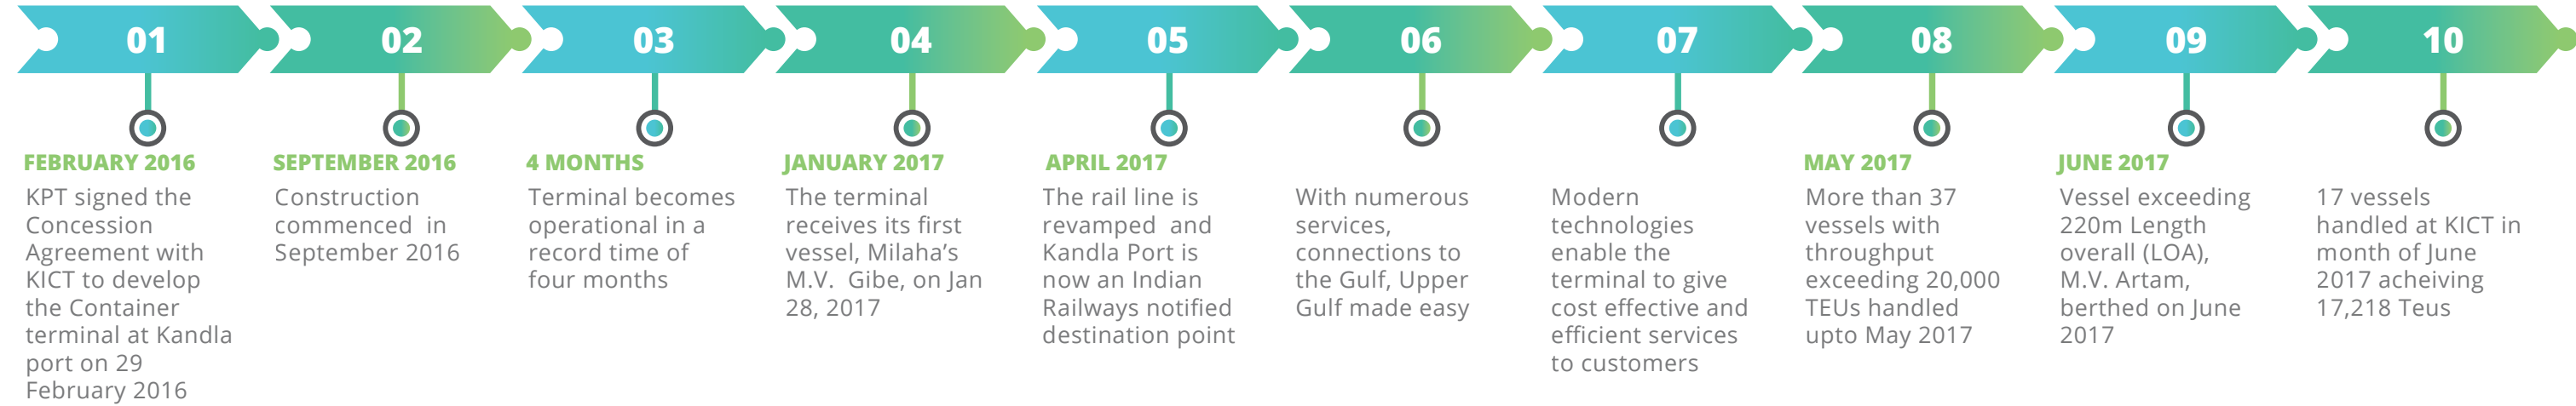 01
FEBRUARY 2016
KPT signed the
Concession
Agreement with
KICT to develop
the Container
terminal at Kandla
port on 29
February 2016
02
SEPTEMBER 2016
Construction
commenced in
September 2016
03
4 MONTHS
Terminal becomes
operational in a
record time of
four months
04
JANUARY 2017
The terminal
receives its first
vessel, Milaha’s
M.V. Gibe, on Jan
28, 2017
05
APRIL 2017
The rail line is
revamped and
Kandla Port is
now an Indian
Railways notified
destination point
06
With numerous
services,
connections to
the Gulf, Upper
Gulf made easy
07
Modern
technologies
enable the
terminal to give
cost effective and
efficient services
to customers
08
MAY 2017
More than 37
vessels with
throughput
exceeding 20,000
TEUs handled
upto May 2017
09
JUNE 2017
Vessel exceeding
220m Length
overall (LOA),
M.V. Artam,
berthed on June
2017
10
17 vessels
handled at KICT in
month of June
2017 acheiving
17,218 Teus